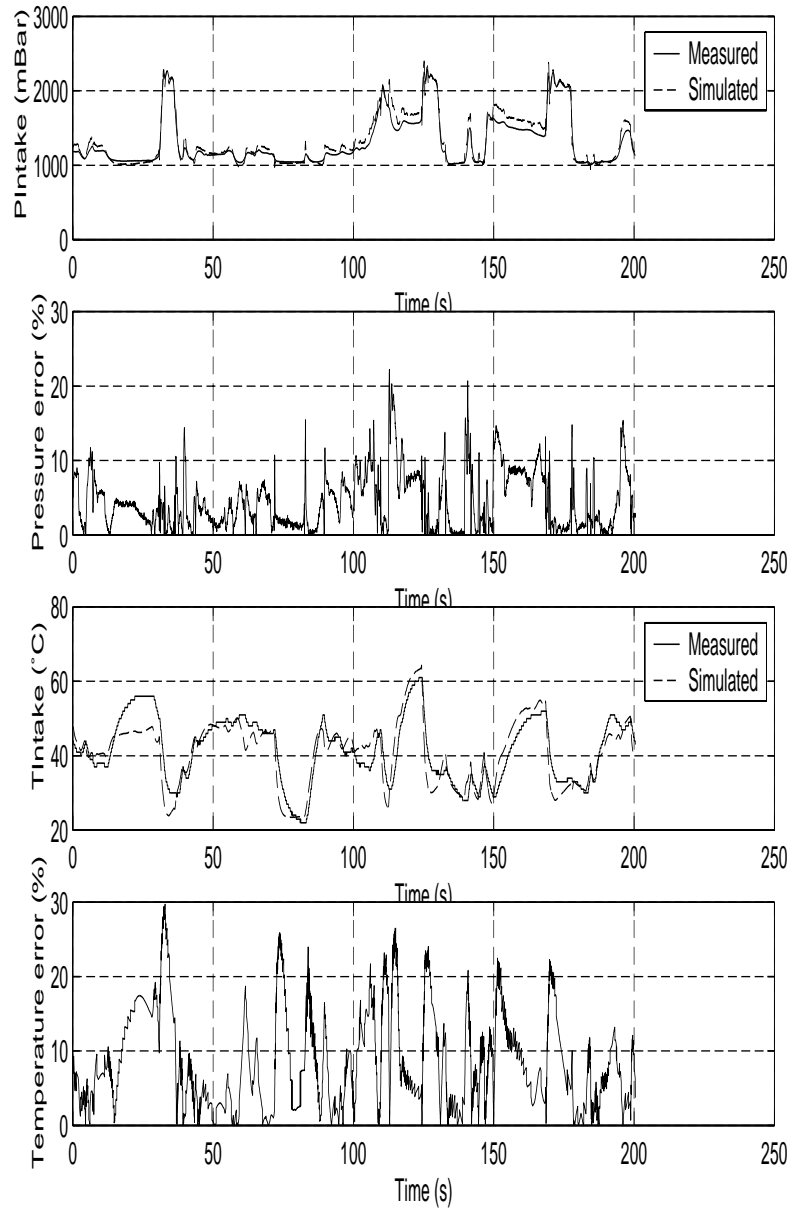 PIntake (mBar)
3000
2000
1000
0
Measured
Simulated
0 50 100 150 200 250
Time (s)
Pressure error (%)
30
20
10
0
0 50 100 150 200 250
Time (s)
TIntake (°C)
80
60
40
20
Measured
Simulated
0 50 100 150 200 250
Time (s)
Temperature error (%)
30
20
10
0
0 50 100 150 200 250
Time (s)